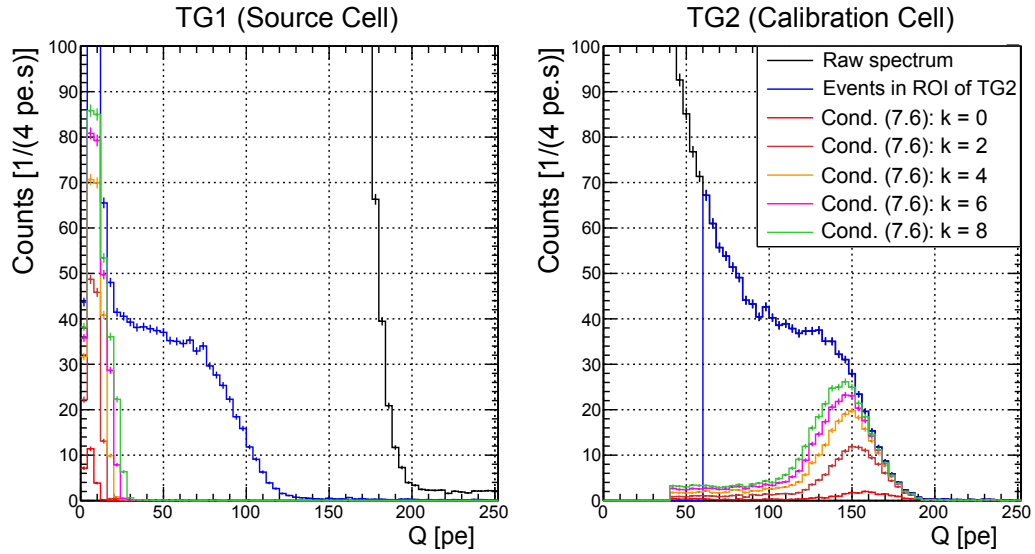 TG1 (Source Cell)
Counts [1/(4 pe.s)]
100
90
80
70
60
50
40
30
20
10
0
0 50 100 150 200 250
Q [pe]
TG2 (Calibration Cell)
Counts [1/(4 pe.s)]
100
90
80
70
60
50
40
30
20
10
0
0 50 100 150 200 250
Q [pe]
Raw spectrum
Events in ROI of TG2
Cond. (7.6): k = 0
Cond. (7.6): k = 2
Cond. (7.6): k = 4
Cond. (7.6): k = 6
Cond. (7.6): k = 8